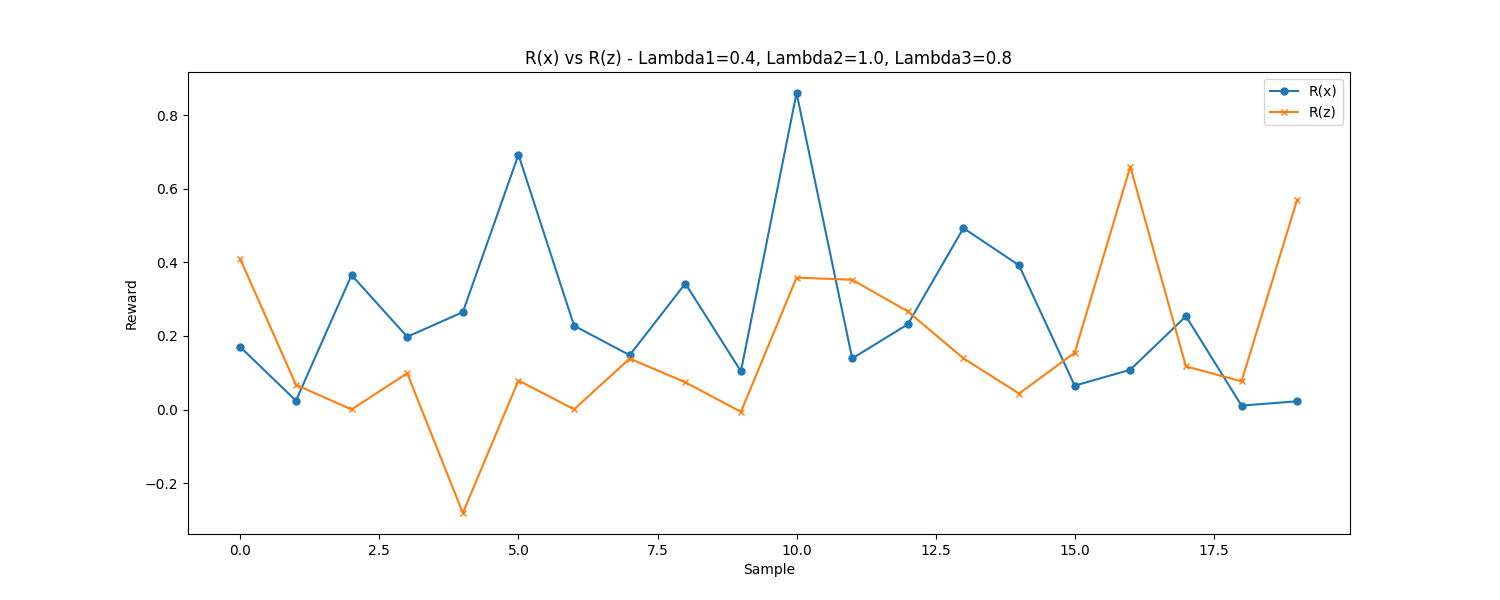 R(x) vs R(z) - Lambda1=0.4, Lambda2=1.0, Lambda3=0.8
R(x)
R(z)
0.8
0.6
0.4
0.2
0.0
−0.2
Reward
0.0 2.5 5.0 7.5 10.0 12.5 15.0 17.5
Sample